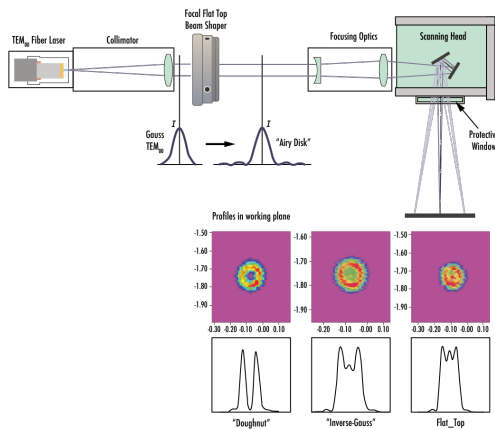 Focal Flat Top
Beam Shaper
TEM00 Fiber Laser
Collimator
Focusing Optics
Scanning Head
I
I
Gauss
TEM00
"Airy Disk"
Protective
Window
Profiles in working plane
-1.50
-1.60
-1.70
-1.80
-1.90
-0.30 -0.20 -0.10 -0.00 0.10
-1.60
-1.70
-1.80
-1.90
-0.20 -0.10 -0.00 0.10
-1.50
-1.60
-1.70
-1.80
-1.90
-0.20 -0.10 -0.00 0.10
"Doughnut"
"Inverse-Gauss"
Flat_Top